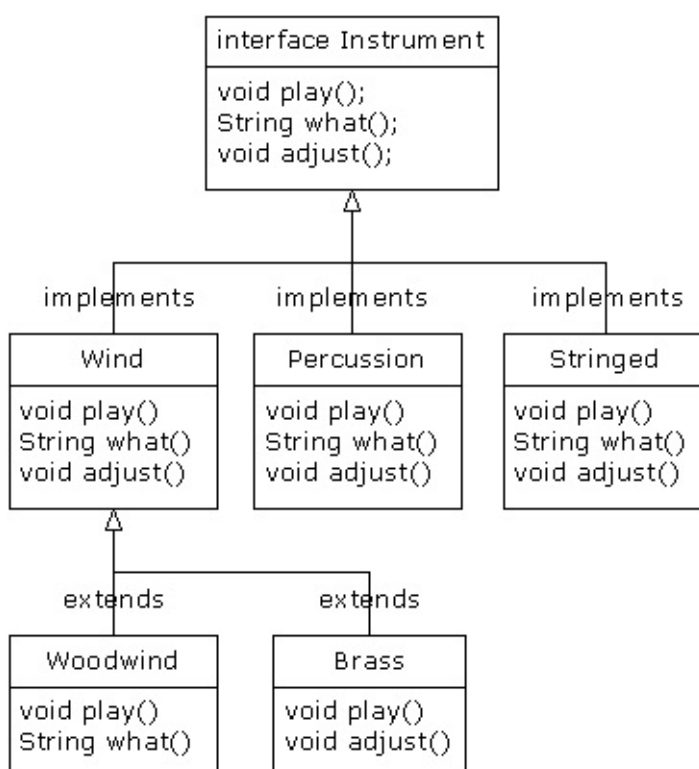 interface Instrument
void play();
String what();
void adjust();
implements
implements
implements
Wind
void play()
String what()
void adjust()
Percussion
void play()
String what()
void adjust()
Stringed
void play()
String what()
void adjust()
extends
extends
Woodwind
void play()
String what()
Brass
void play()
void adjust()